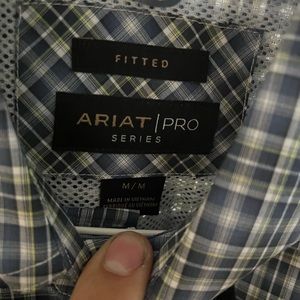 FITTED
ARIAT | PRO
SERIES
M/M
MADE IN VIETNAM